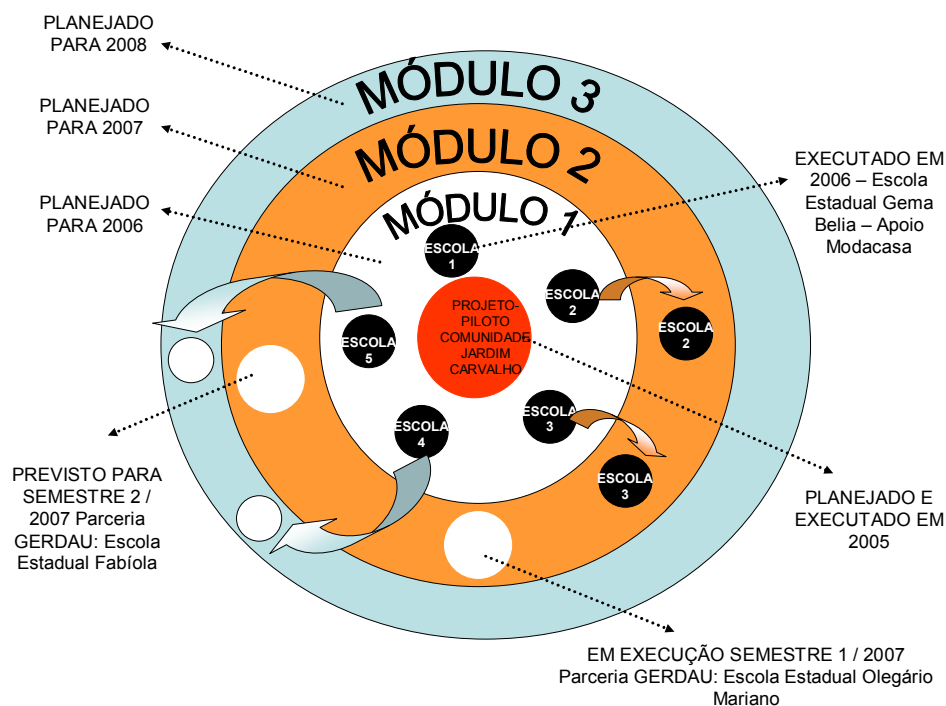 PLANEJADO
PARA 2008
PLANEJADO
PARA 2007
PLANEJADO
PARA 2006
MÓDULO 3
MÓDULO 2
MÓDULO 1
EXECUTADO EM
2006 – Escola
Estadual Gema
Belia – Apoio
Modacasa
ESCOLA
1
ESCOLA
2
ESCOLA
2
PROJETO-
PILOTO
COMUNIDADE
JARDIM
CARVALHO
ESCOLA
5
ESCOLA
3
ESCOLA
4
ESCOLA
3
PREVISTO PARA
SEMESTRE 2 /
2007 Parceria
GERDAU: Escola
Estadual Fabíola
PLANEJADO E
EXECUTADO EM
2005
EM EXECUÇÃO SEMESTRE 1 / 2007
Parceria GERDAU: Escola Estadual Olegário
Mariano